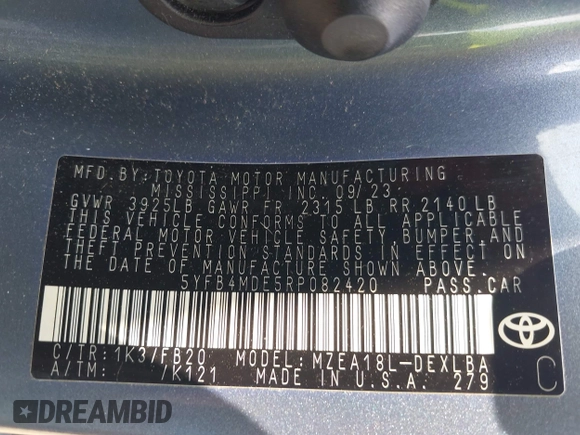 MFD.BY:TOYOTA MOTOR MANUFACTURING
MISSISSIPPI, INC 09/23
GVWR 3925LB GAWR FR 2315 LB RR 2140 LB
THIS VEHICLE CONFORMS TO ALL APPLICABLE
FEDERAL MOTOR VEHICLE SAFETY, BUMPER AND
THEFT PREVENTION STANDARDS IN EFFECT ON
THE DATE OF MANUFACTURE SHOWN ABOVE.
5YFB4MDE5RP082420 PASS.CAR
C/TR:1K3/FB20 MODEL:MZEA18L-DEXLBA
A/TM: /K121 MADE IN U.S.A. 279
C
DREAMBID